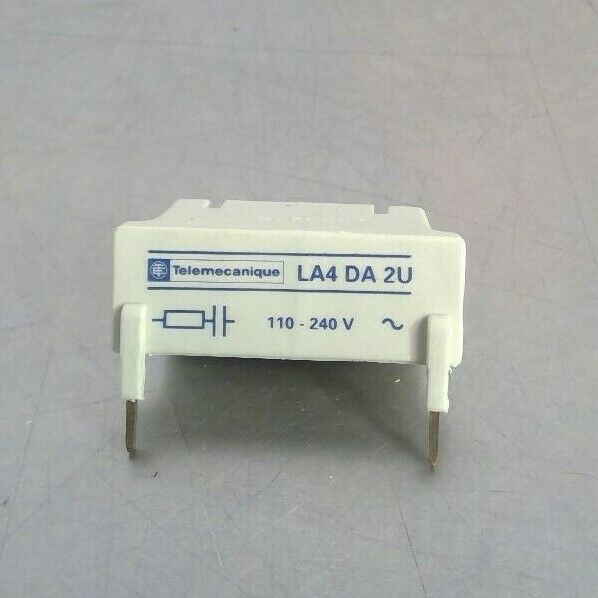 Telemecanique LA4 DA 2U
110 - 240 V ~